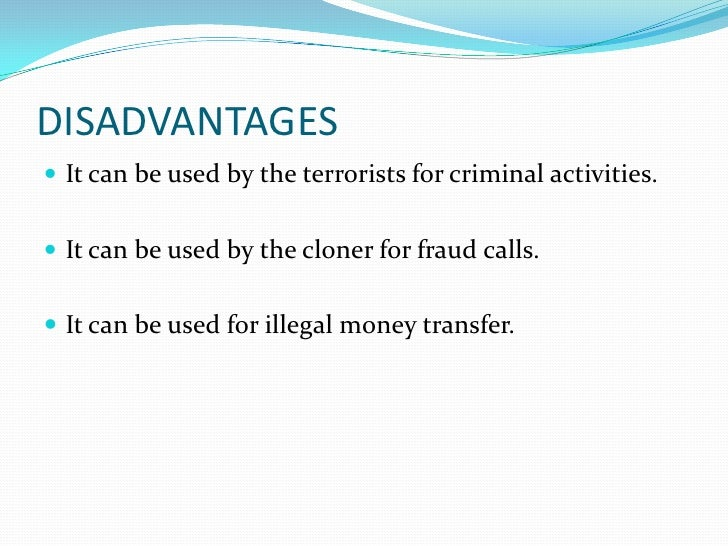 DISADVANTAGES
It can be used by the terrorists for criminal activities.
It can be used by the cloner for fraud calls.
It can be used for illegal money transfer.